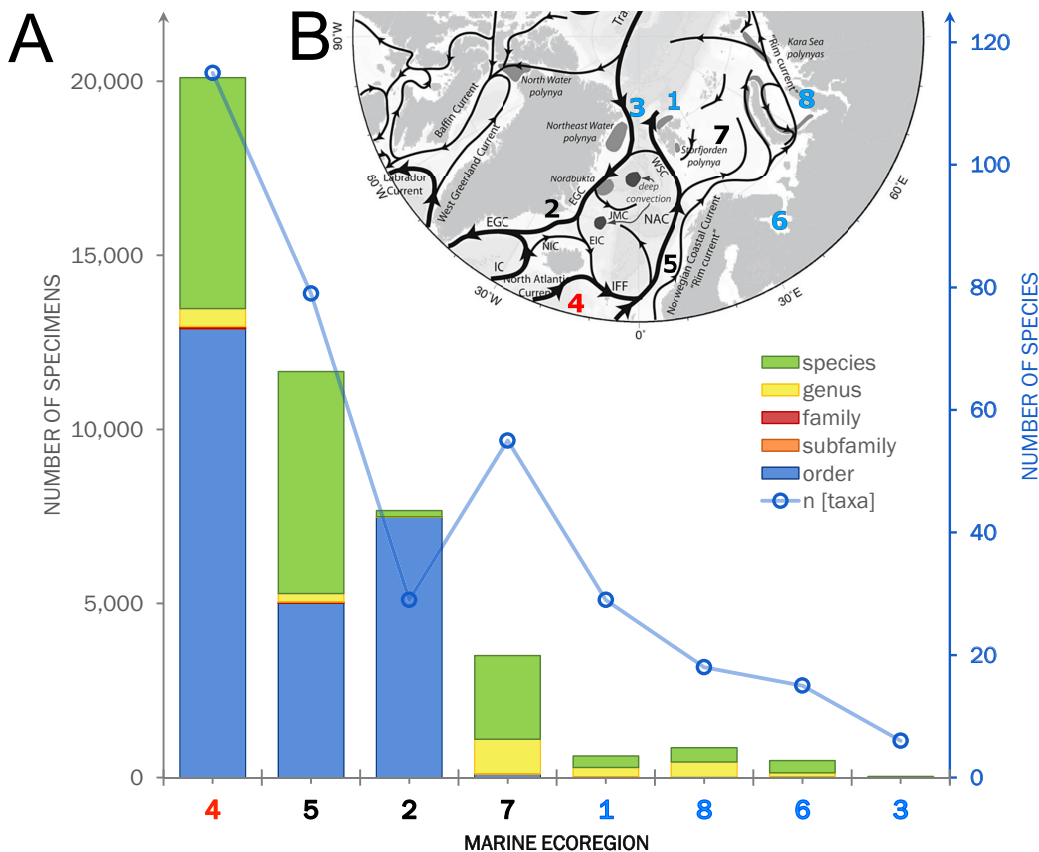 A
B
90°W
Tra
Kara Sea
polynyas
"Rim current"
8
North Water
polynya
Baffin Current
3
1
Northeast Water
polynya
7
Storfjorden
polynya
WSC
60°W
Labrador
Current
West Greenland Current
Nordbukta
deep
convection
60°E
EGC
2
EGC
JMC
NAC
6
NIC
EIC
5
Norwegian Coastal Current
"Rim current"
IC
North Atlantic
Current
IFF
4
30°W
30°E
0°
20,000
15,000
10,000
5,000
0
NUMBER OF SPECIMENS
120
100
80
60
40
20
0
NUMBER OF SPECIES
species
genus
family
subfamily
order
n [taxa]
4 5 2 7 1 8 6 3
MARINE ECOREGION